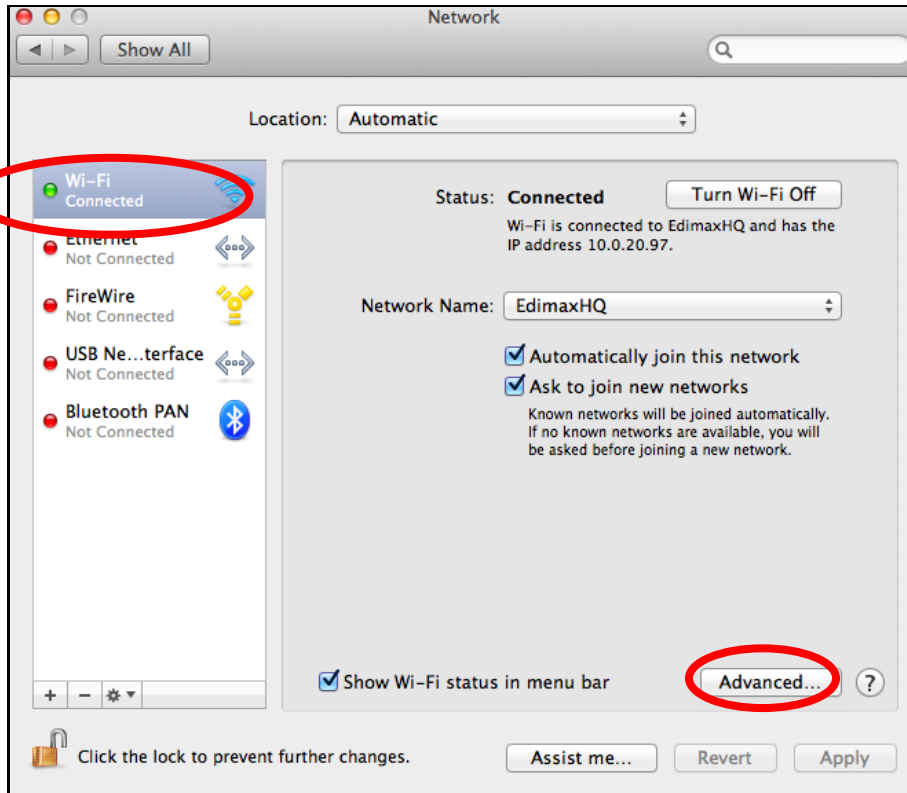 Network
Show All
Location: Automatic
Wi-Fi
Connected
Ethernet
Not Connected
FireWire
Not Connected
USB Ne...terface
Not Connected
Bluetooth PAN
Not Connected
Status: Connected
Turn Wi-Fi Off
Wi-Fi is connected to EdimaxHQ and has the
IP address 10.0.20.97.
Network Name: EdimaxHQ
Automatically join this network
Ask to join new networks
Known networks will be joined automatically.
If no known networks are available, you will
be asked before joining a new network.
Show Wi-Fi status in menu bar
Advanced...
?
+ −
Click the lock to prevent further changes.
Assist me...
Revert
Apply